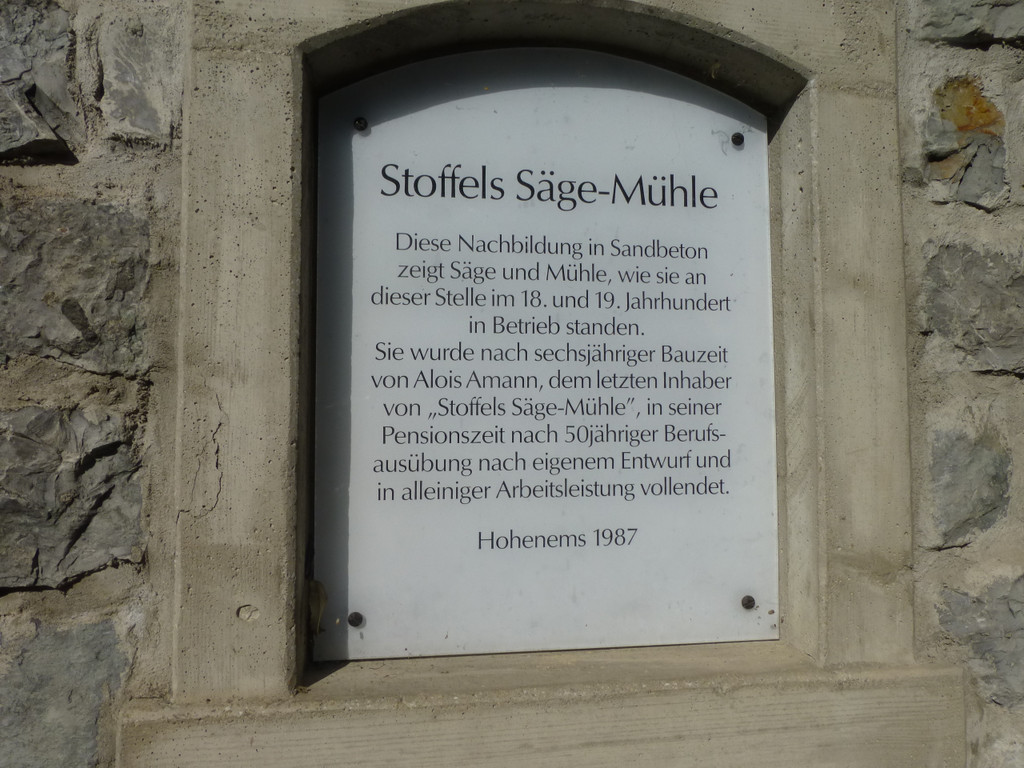 Stoffels Säge-Mühle
Diese Nachbildung in Sandbeton
zeigt Säge und Mühle, wie sie an
dieser Stelle im 18. und 19. Jahrhundert
in Betrieb standen.
Sie wurde nach sechsjähriger Bauzeit
von Alois Amann, dem letzten Inhaber
von „Stoffels Säge-Mühle”, in seiner
Pensionszeit nach 50jähriger Berufs-
ausübung nach eigenem Entwurf und
in alleiniger Arbeitsleistung vollendet.
Hohenems 1987